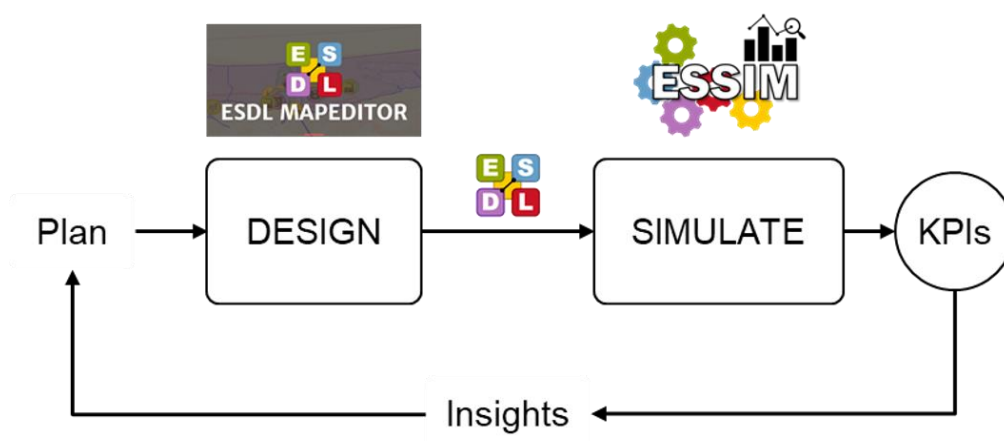 E S
D L
ESDL MAPEDITOR
ESSIM
E S
D L
Plan
DESIGN
SIMULATE
KPIs
Insights